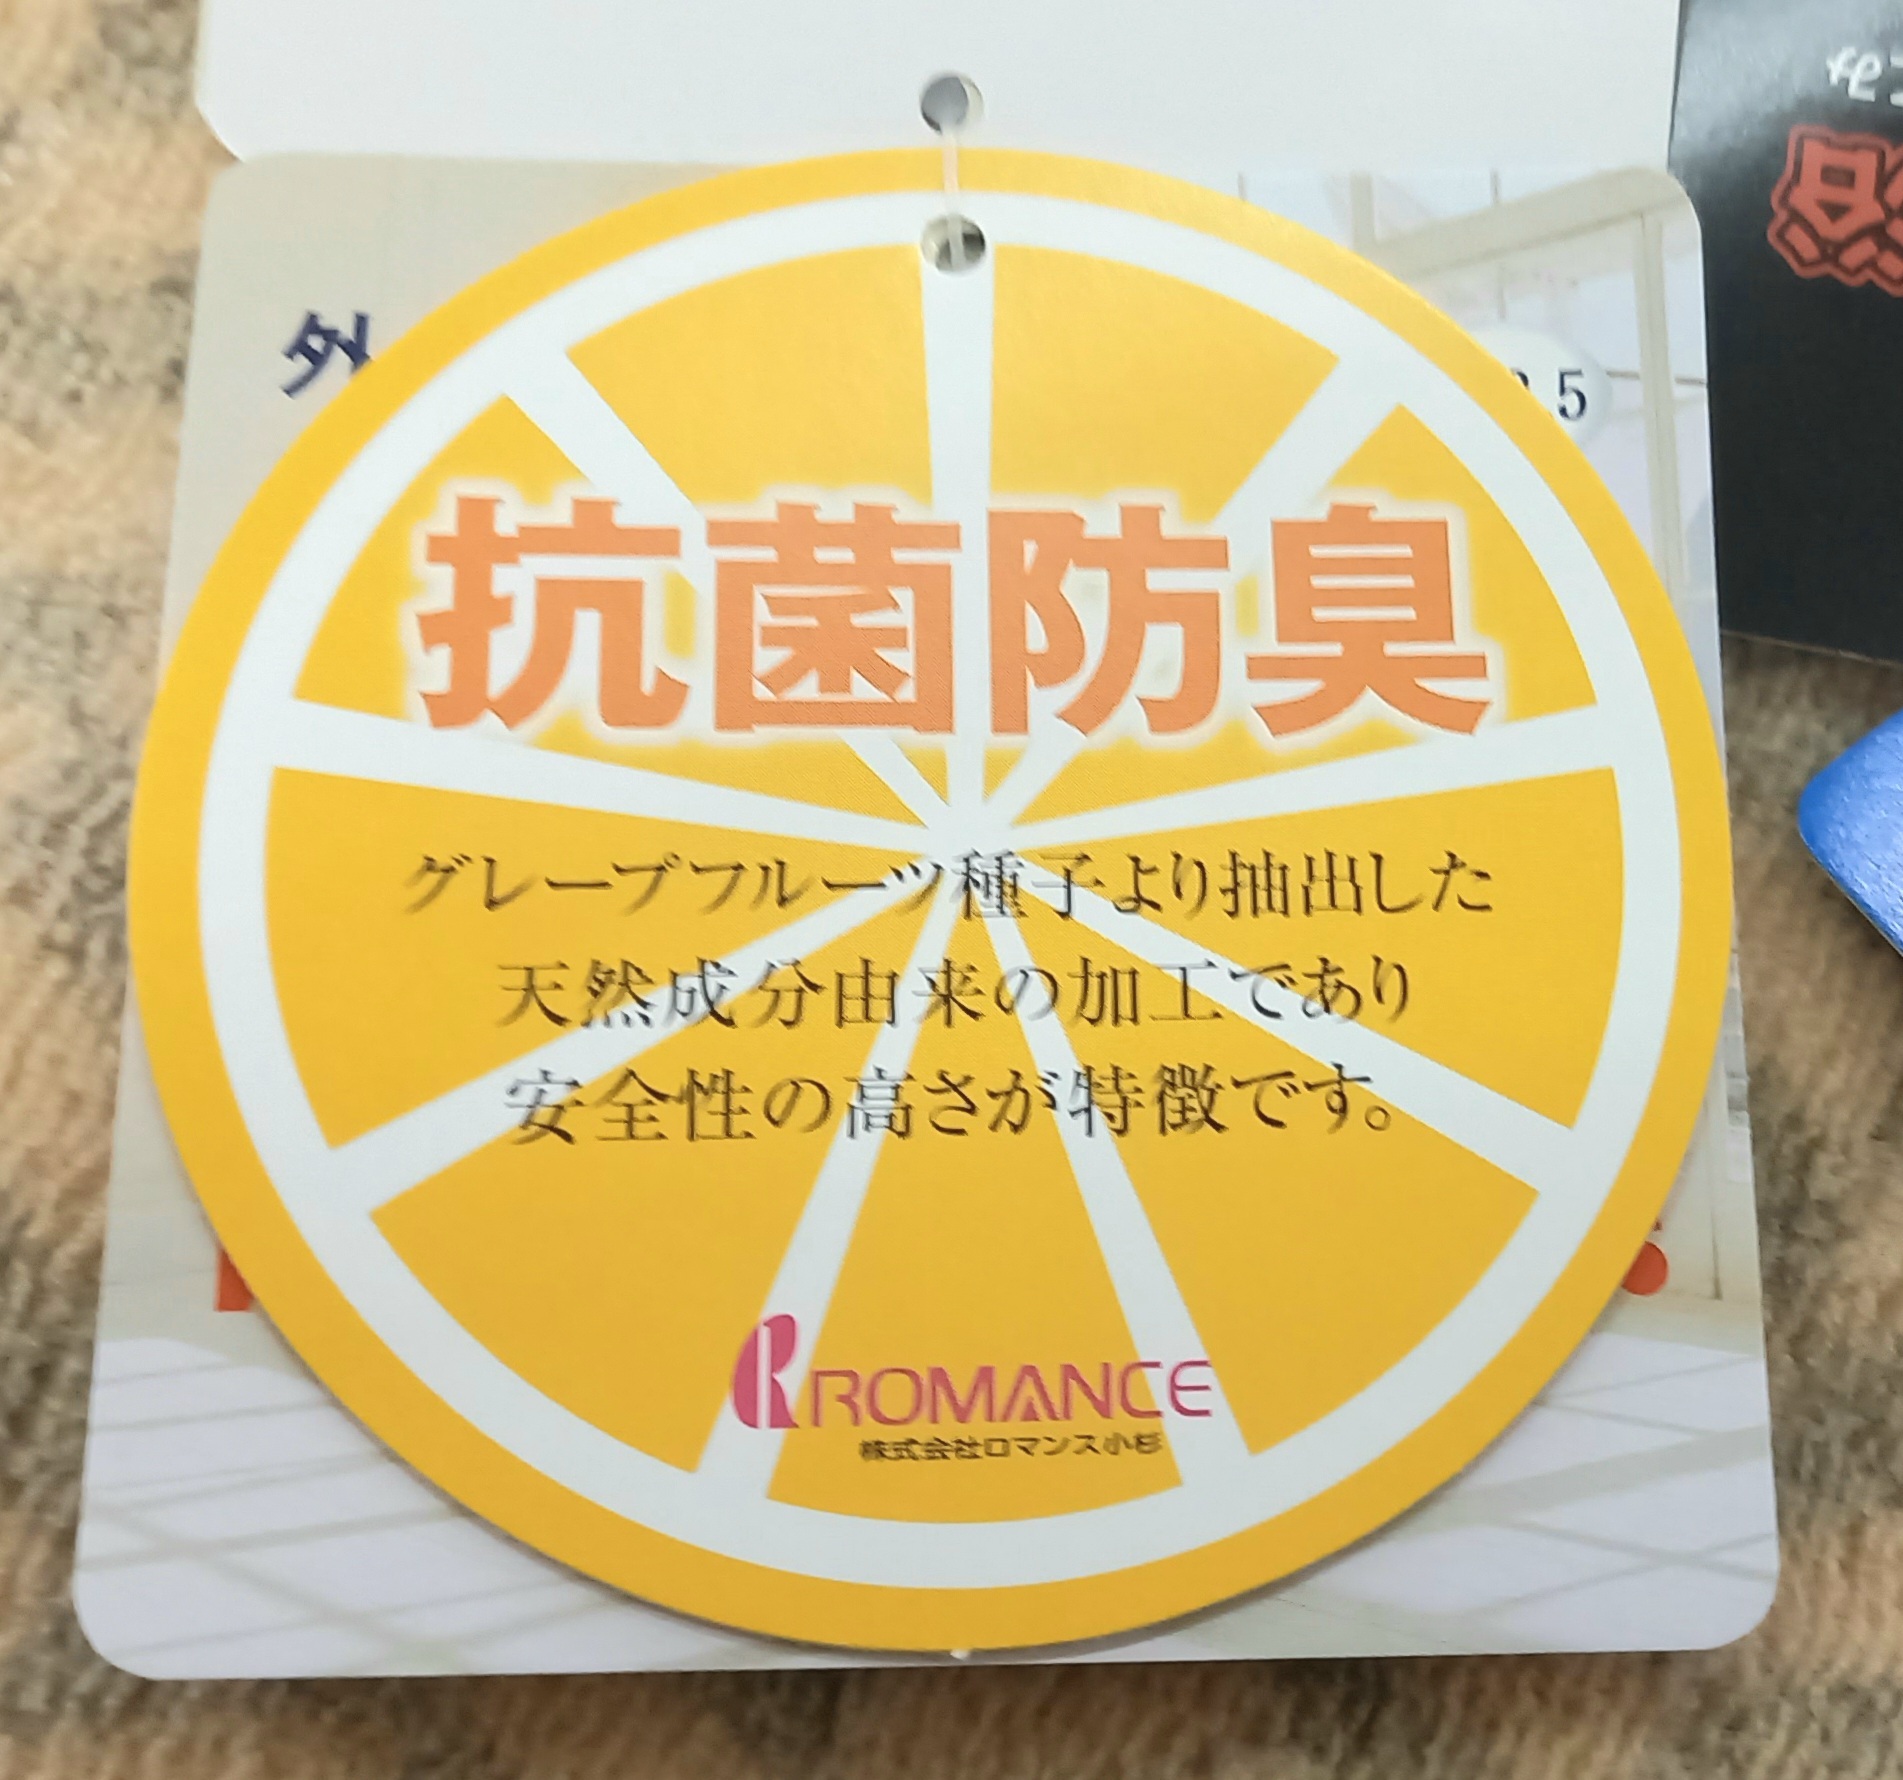 抗菌防臭
グレープフルーツ種子より抽出した
天然成分由来の加工であり
安全性の高さが特徴です。
ROMANCE
株式会社ロマンス小杉
.5